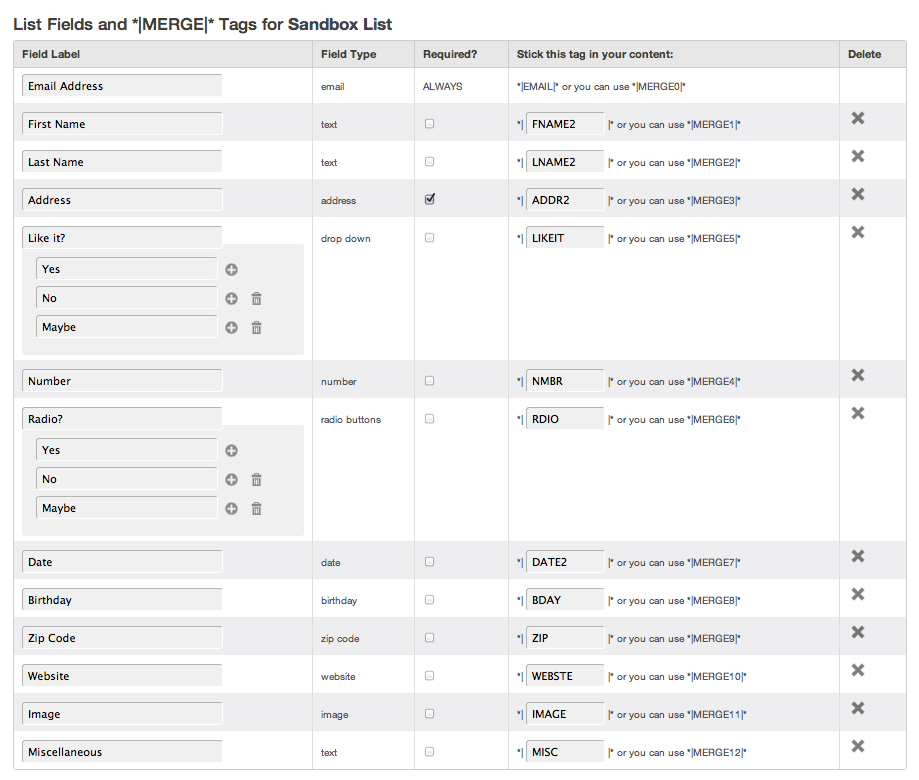 List Fields and *|MERGE|* Tags for Sandbox List
Field Label Field Type Required? Stick this tag in your content: Delete
Email Address email ALWAYS *|EMAIL|* or you can use *|MERGE0|*
First Name text *| FNAME2 |* or you can use *|MERGE1|*
Last Name text *| LNAME2 |* or you can use *|MERGE2|*
Address address *| ADDR2 |* or you can use *|MERGE3|*
Like it? drop down *| LIKEIT |* or you can use *|MERGE5|*
Yes
No
Maybe
Number number *| NMBR |* or you can use *|MERGE4|*
Radio? radio buttons *| RDIO |* or you can use *|MERGE6|*
Yes
No
Maybe
Date date *| DATE2 |* or you can use *|MERGE7|*
Birthday birthday *| BDAY |* or you can use *|MERGE8|*
Zip Code zip code *| ZIP |* or you can use *|MERGE9|*
Website website *| WEBSTE |* or you can use *|MERGE10|*
Image image *| IMAGE |* or you can use *|MERGE11|*
Miscellaneous text *| MISC |* or you can use *|MERGE12|*